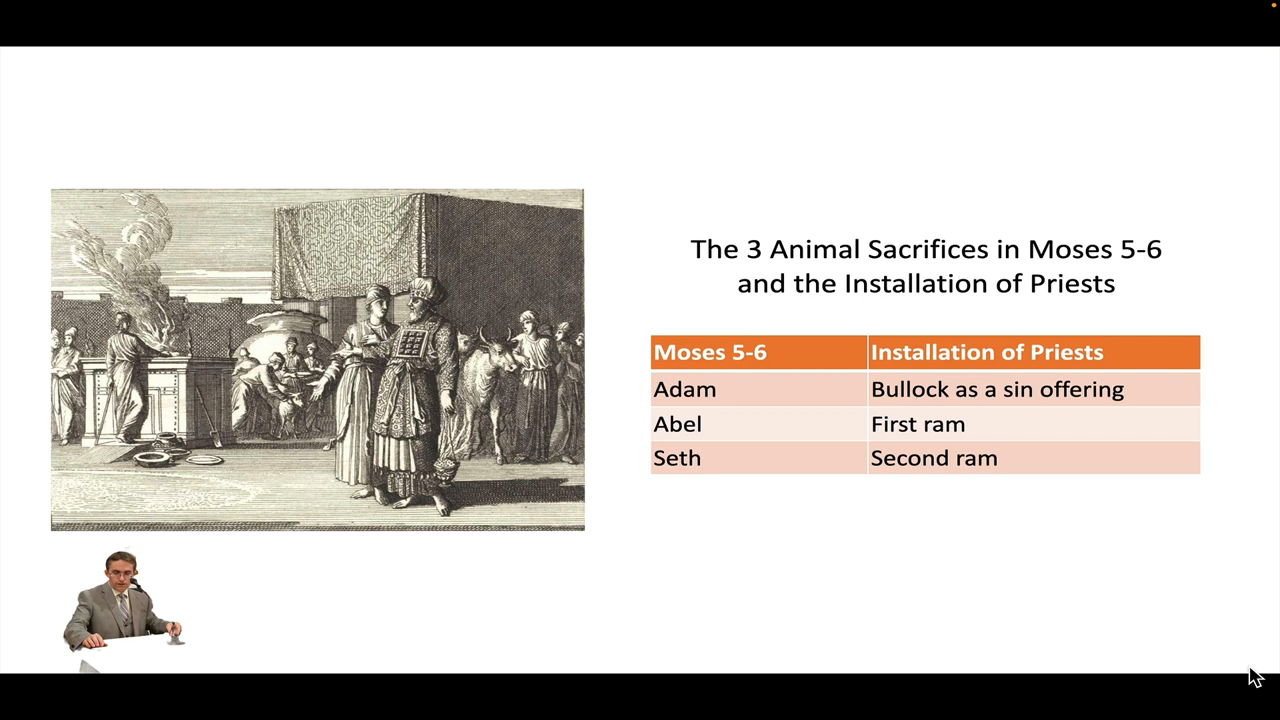 The 3 Animal Sacrifices in Moses 5-6
and the Installation of Priests
Moses 5-6 Installation of Priests
Adam Bullock as a sin offering
Abel First ram
Seth Second ram